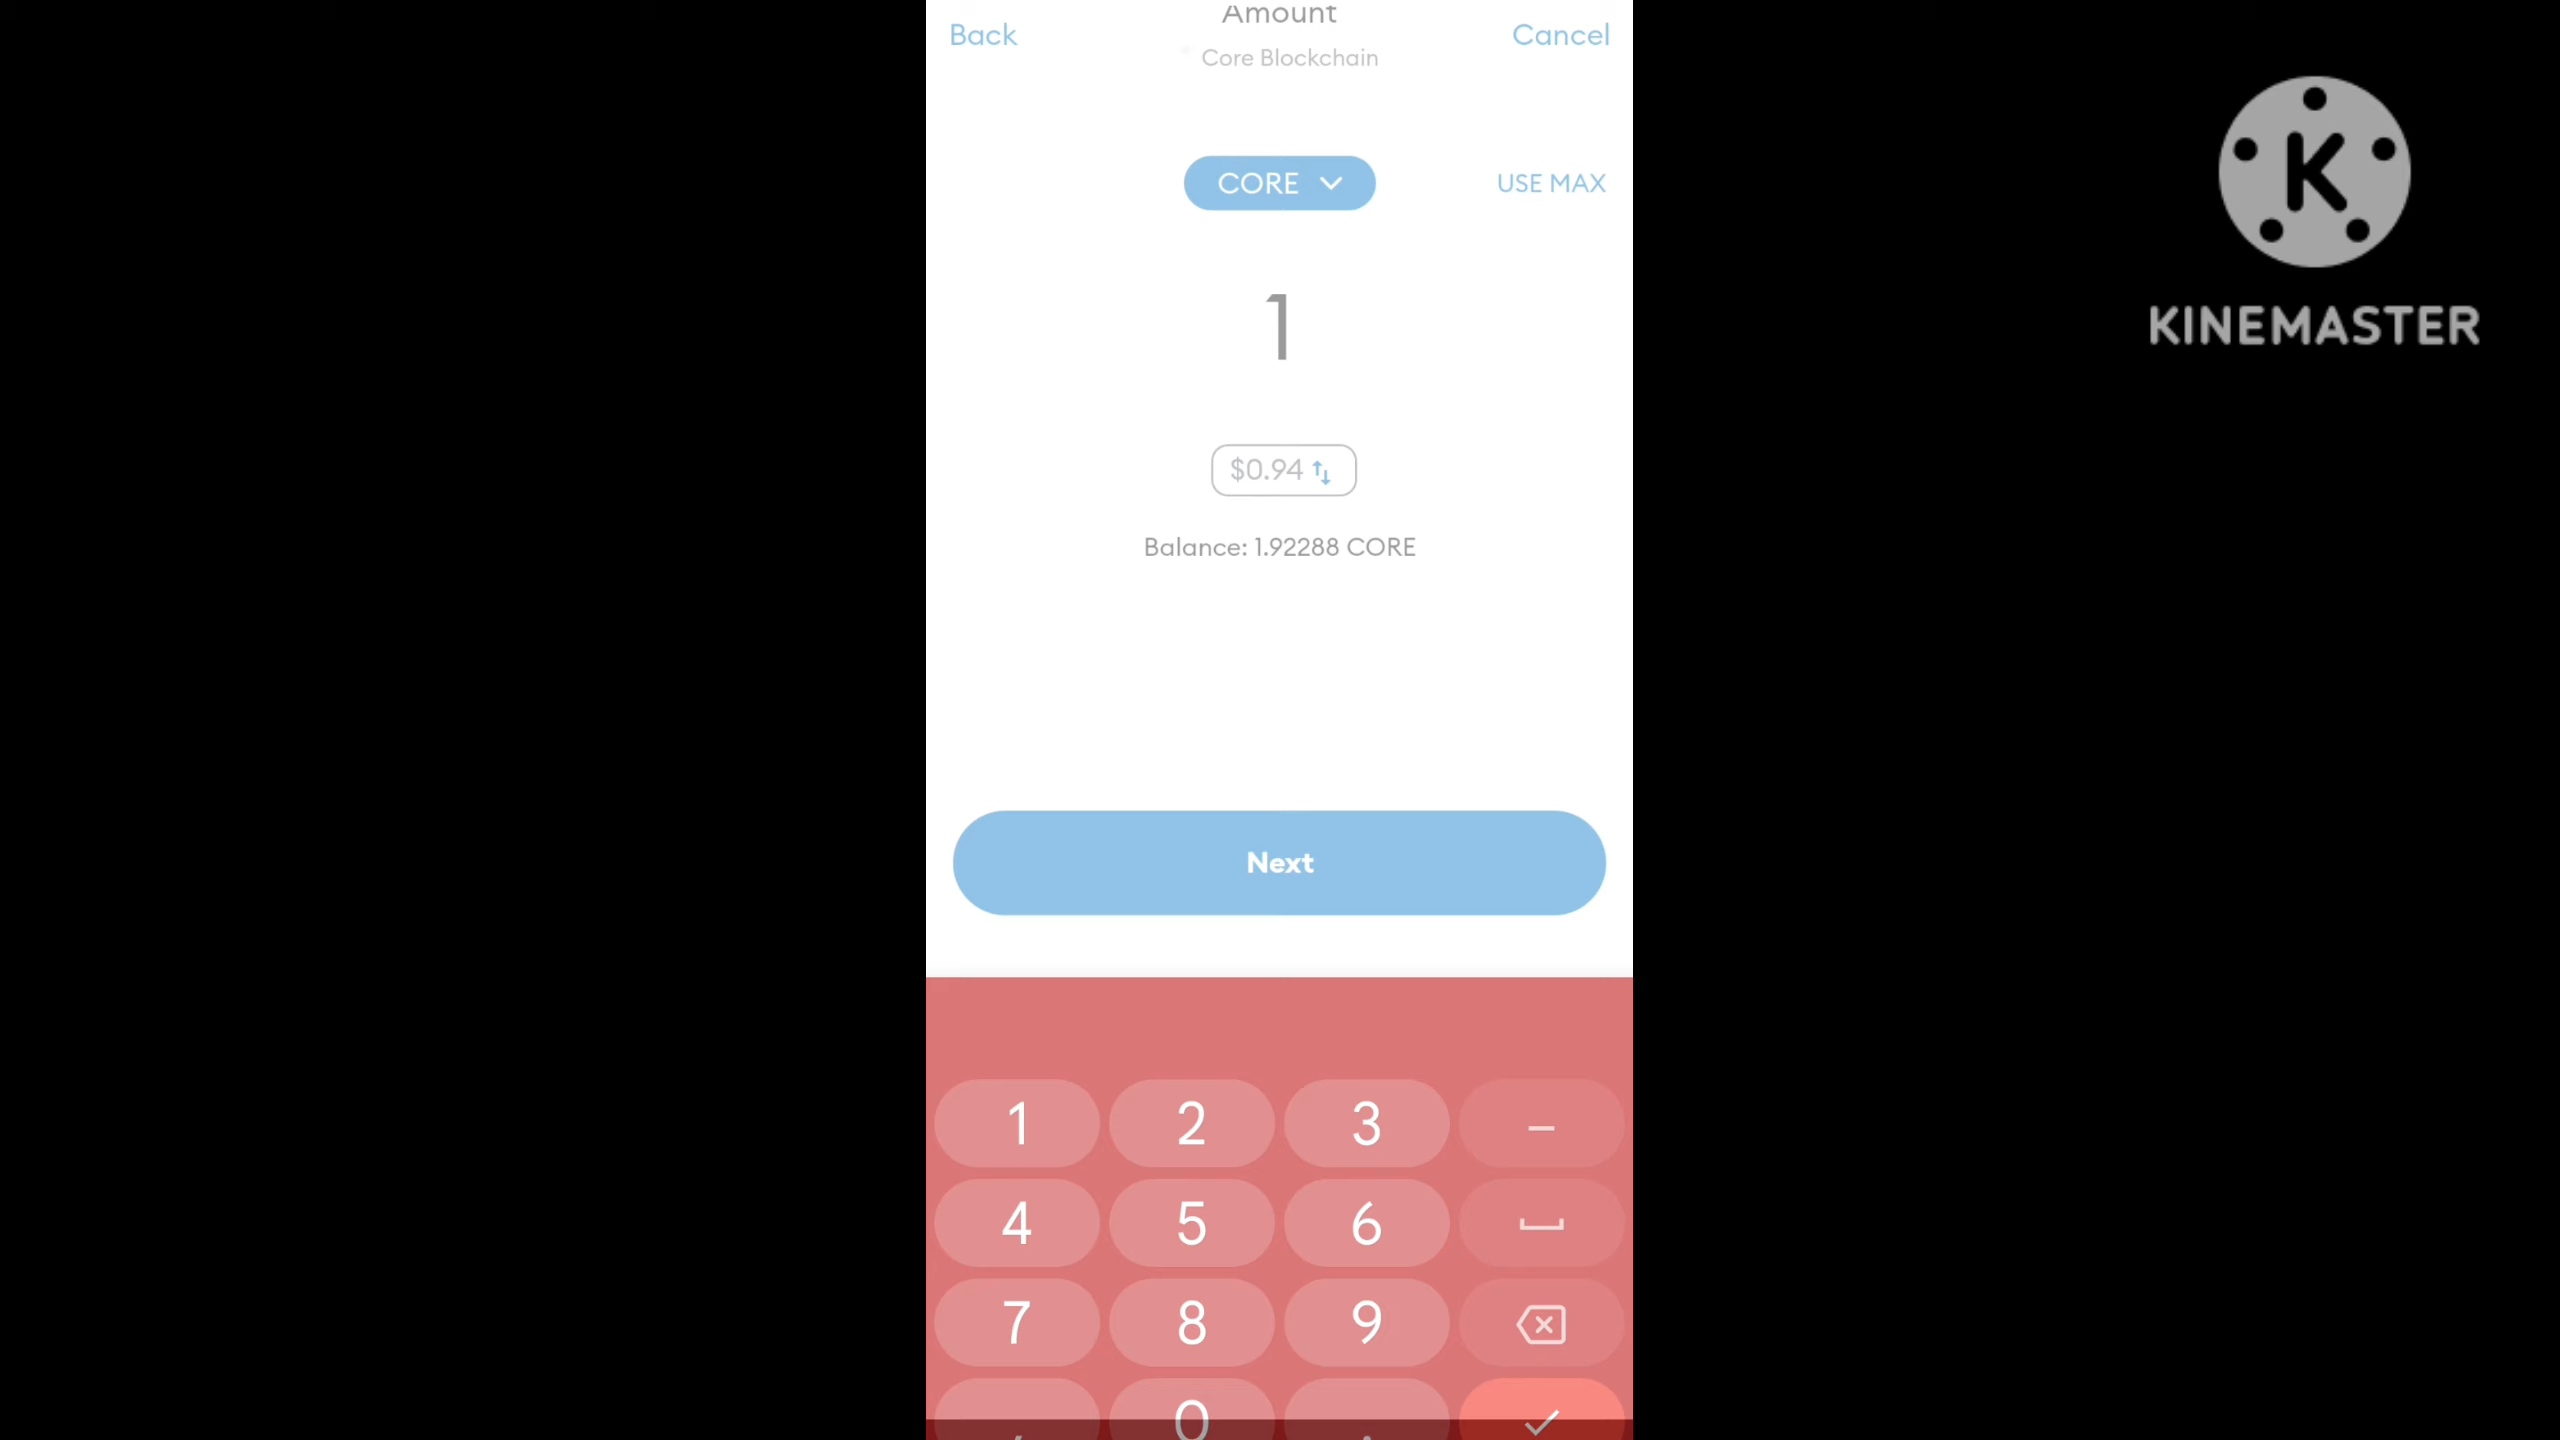 Amount
Back
Cancel
Core Blockchain
CORE
USE MAX
1
$0.94
Balance: 1.92288 CORE
Next
1 2 3 –
4 5 6
7 8 9
, 0 .
K
KINEMASTER